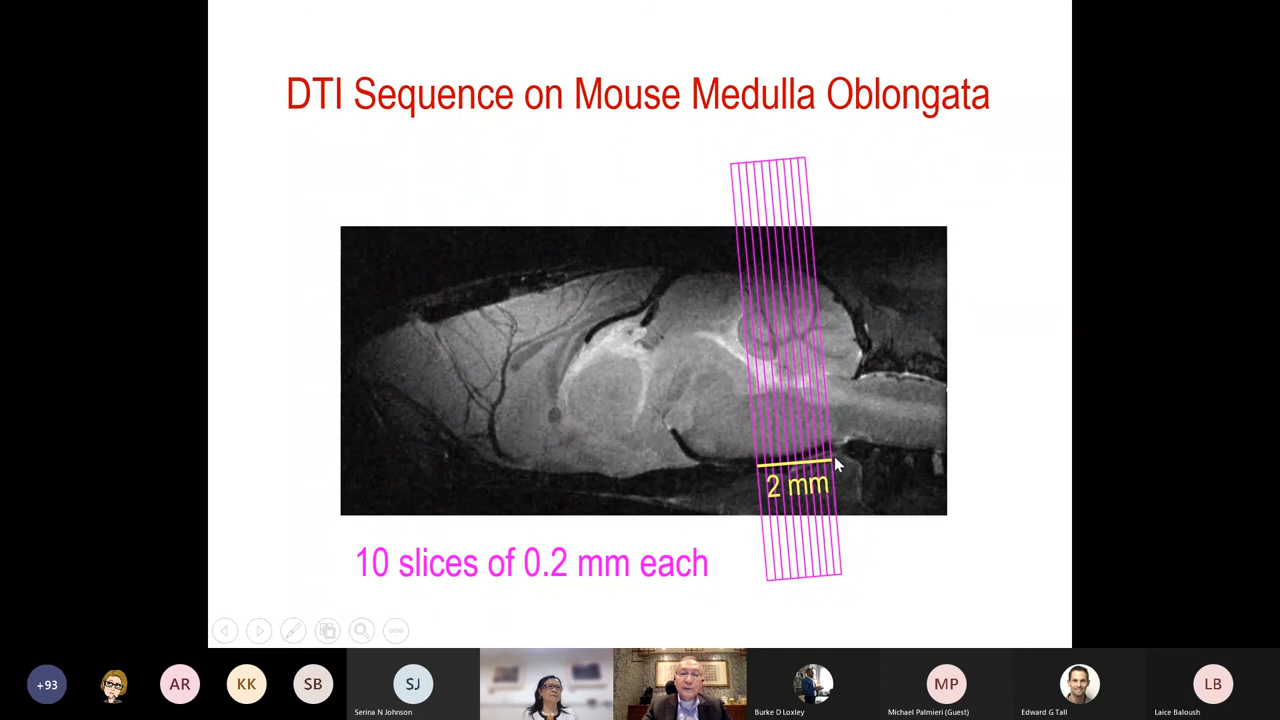 DTI Sequence on Mouse Medulla Oblongata
2 mm
10 slices of 0.2 mm each
+93
AR
KK
SB
SJ
Serina N Johnson
Burke D Loxley
MP
Michael Palmieri (Guest)
Edward G Tall
LB
Laice Baloush